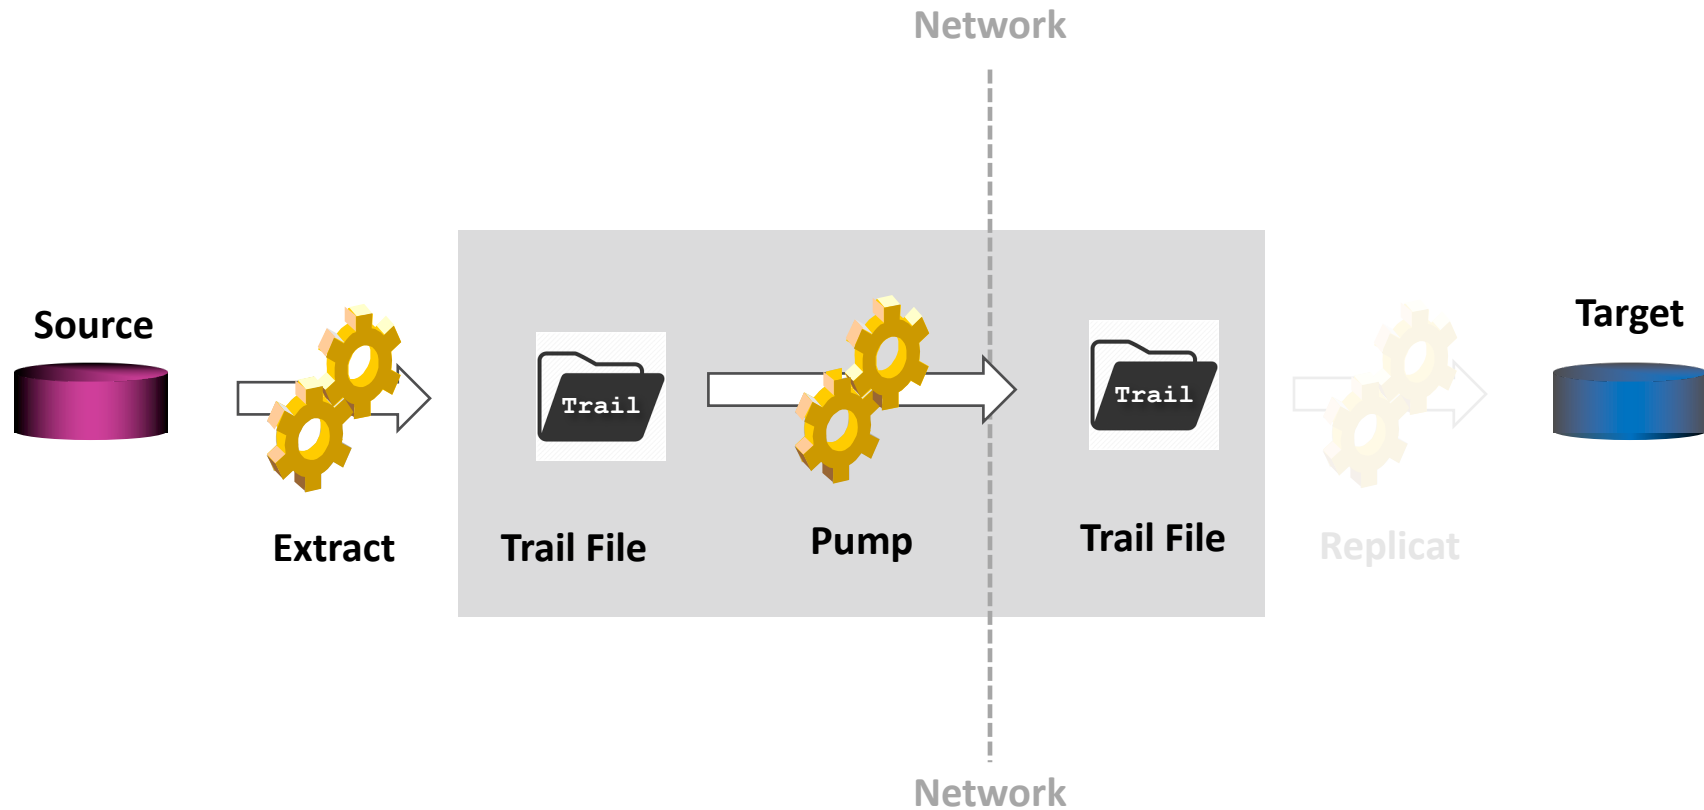 Network
Source
Target
Trail
Trail
Extract
Trail File
Pump
Trail File
Replicat
Network